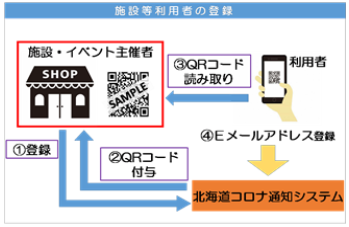 施設等利用者の登録
施設・イベント主催者
SHOP
SAMPLE
③QRコード
読み取り
利用者
④Eメールアドレス登録
①登録
②QRコード
付与
北海道コロナ通知システム